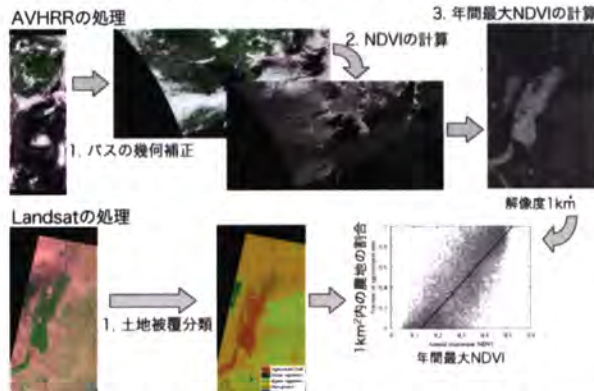 AVHRRの処理
3. 年間最大NDVIの計算
2. NDVIの計算
1. パスの幾何補正
解像度1km²
Landsatの処理
1. 土地被覆分類
1km²内の農地の割合
年間最大NDVI